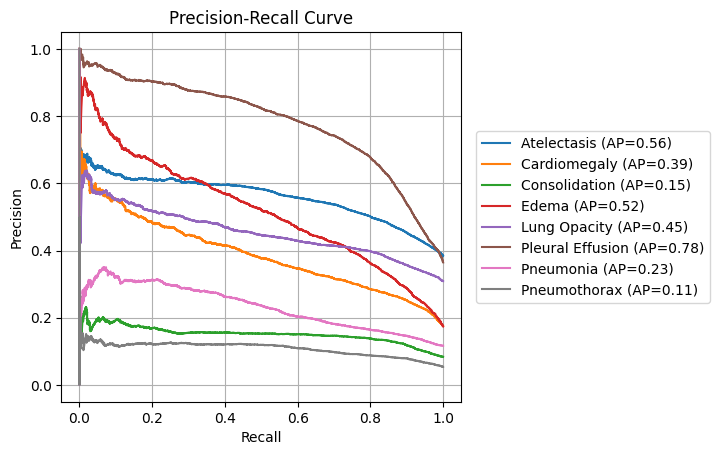 Precision-Recall Curve
1.0
0.8
0.6
0.4
0.2
0.0
Precision
0.0 0.2 0.4 0.6 0.8 1.0
Recall
Atelectasis (AP=0.56)
Cardiomegaly (AP=0.39)
Consolidation (AP=0.15)
Edema (AP=0.52)
Lung Opacity (AP=0.45)
Pleural Effusion (AP=0.78)
Pneumonia (AP=0.23)
Pneumothorax (AP=0.11)